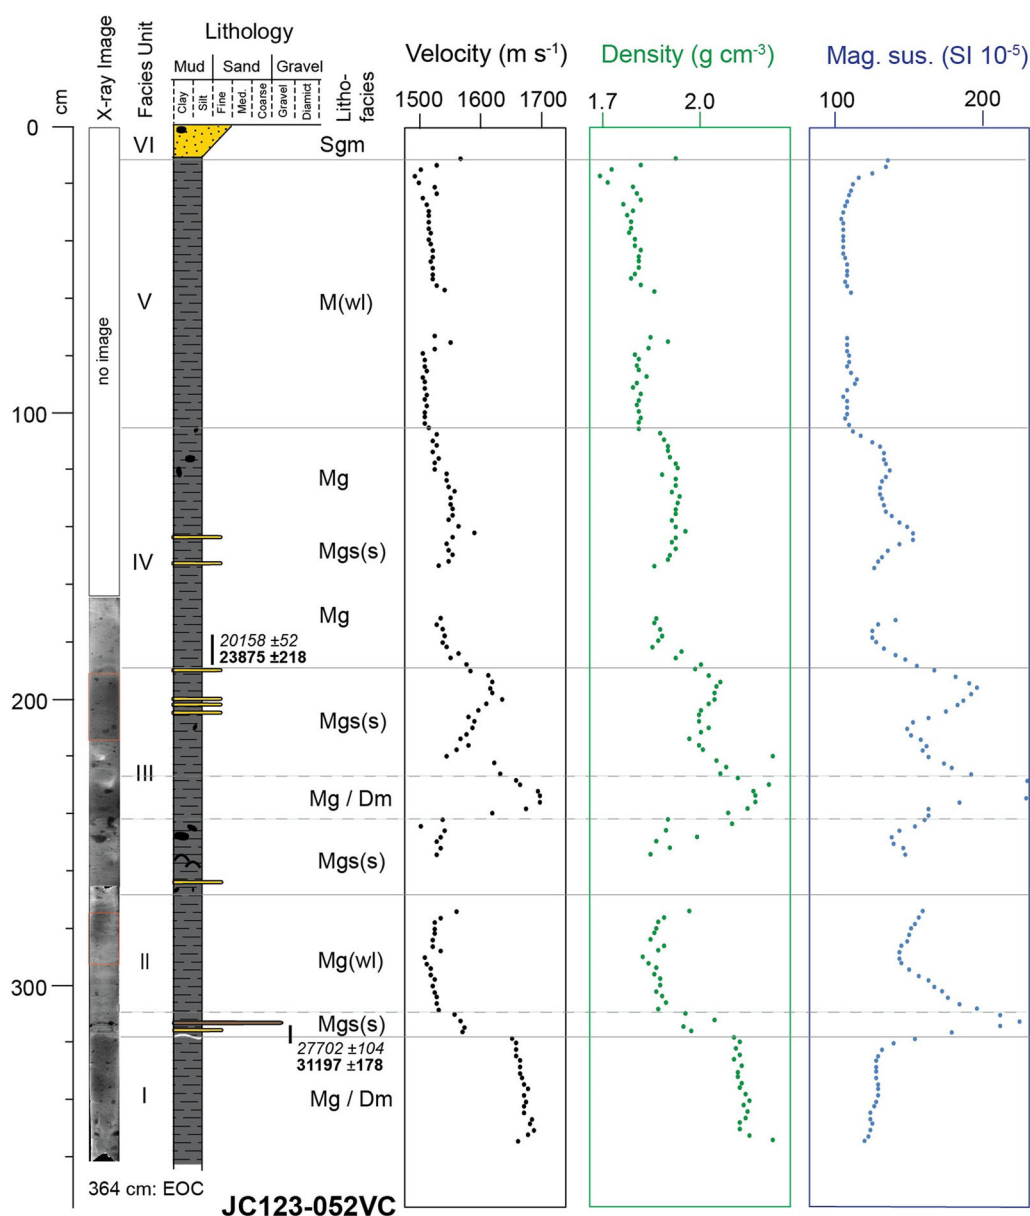 cm
X-ray Image
Facies Unit
Lithology
Mud
Sand
Gravel
Clay
Silt
Fine
Med.
Coarse
Gravel
Diamict
Litho-
facies
Velocity (m s-1)
1500 1600 1700
Density (g cm-3)
1.7 2.0
Mag. sus. (SI 10-5)
100 200
0
100
200
300
no image
VI
V
IV
III
II
I
Sgm
M(wl)
Mg
Mgs(s)
Mg
20158 ±52
23875 ±218
Mgs(s)
Mg / Dm
Mgs(s)
Mg(wl)
Mgs(s)
27702 ±104
31197 ±178
Mg / Dm
364 cm: EOC
JC123-052VC